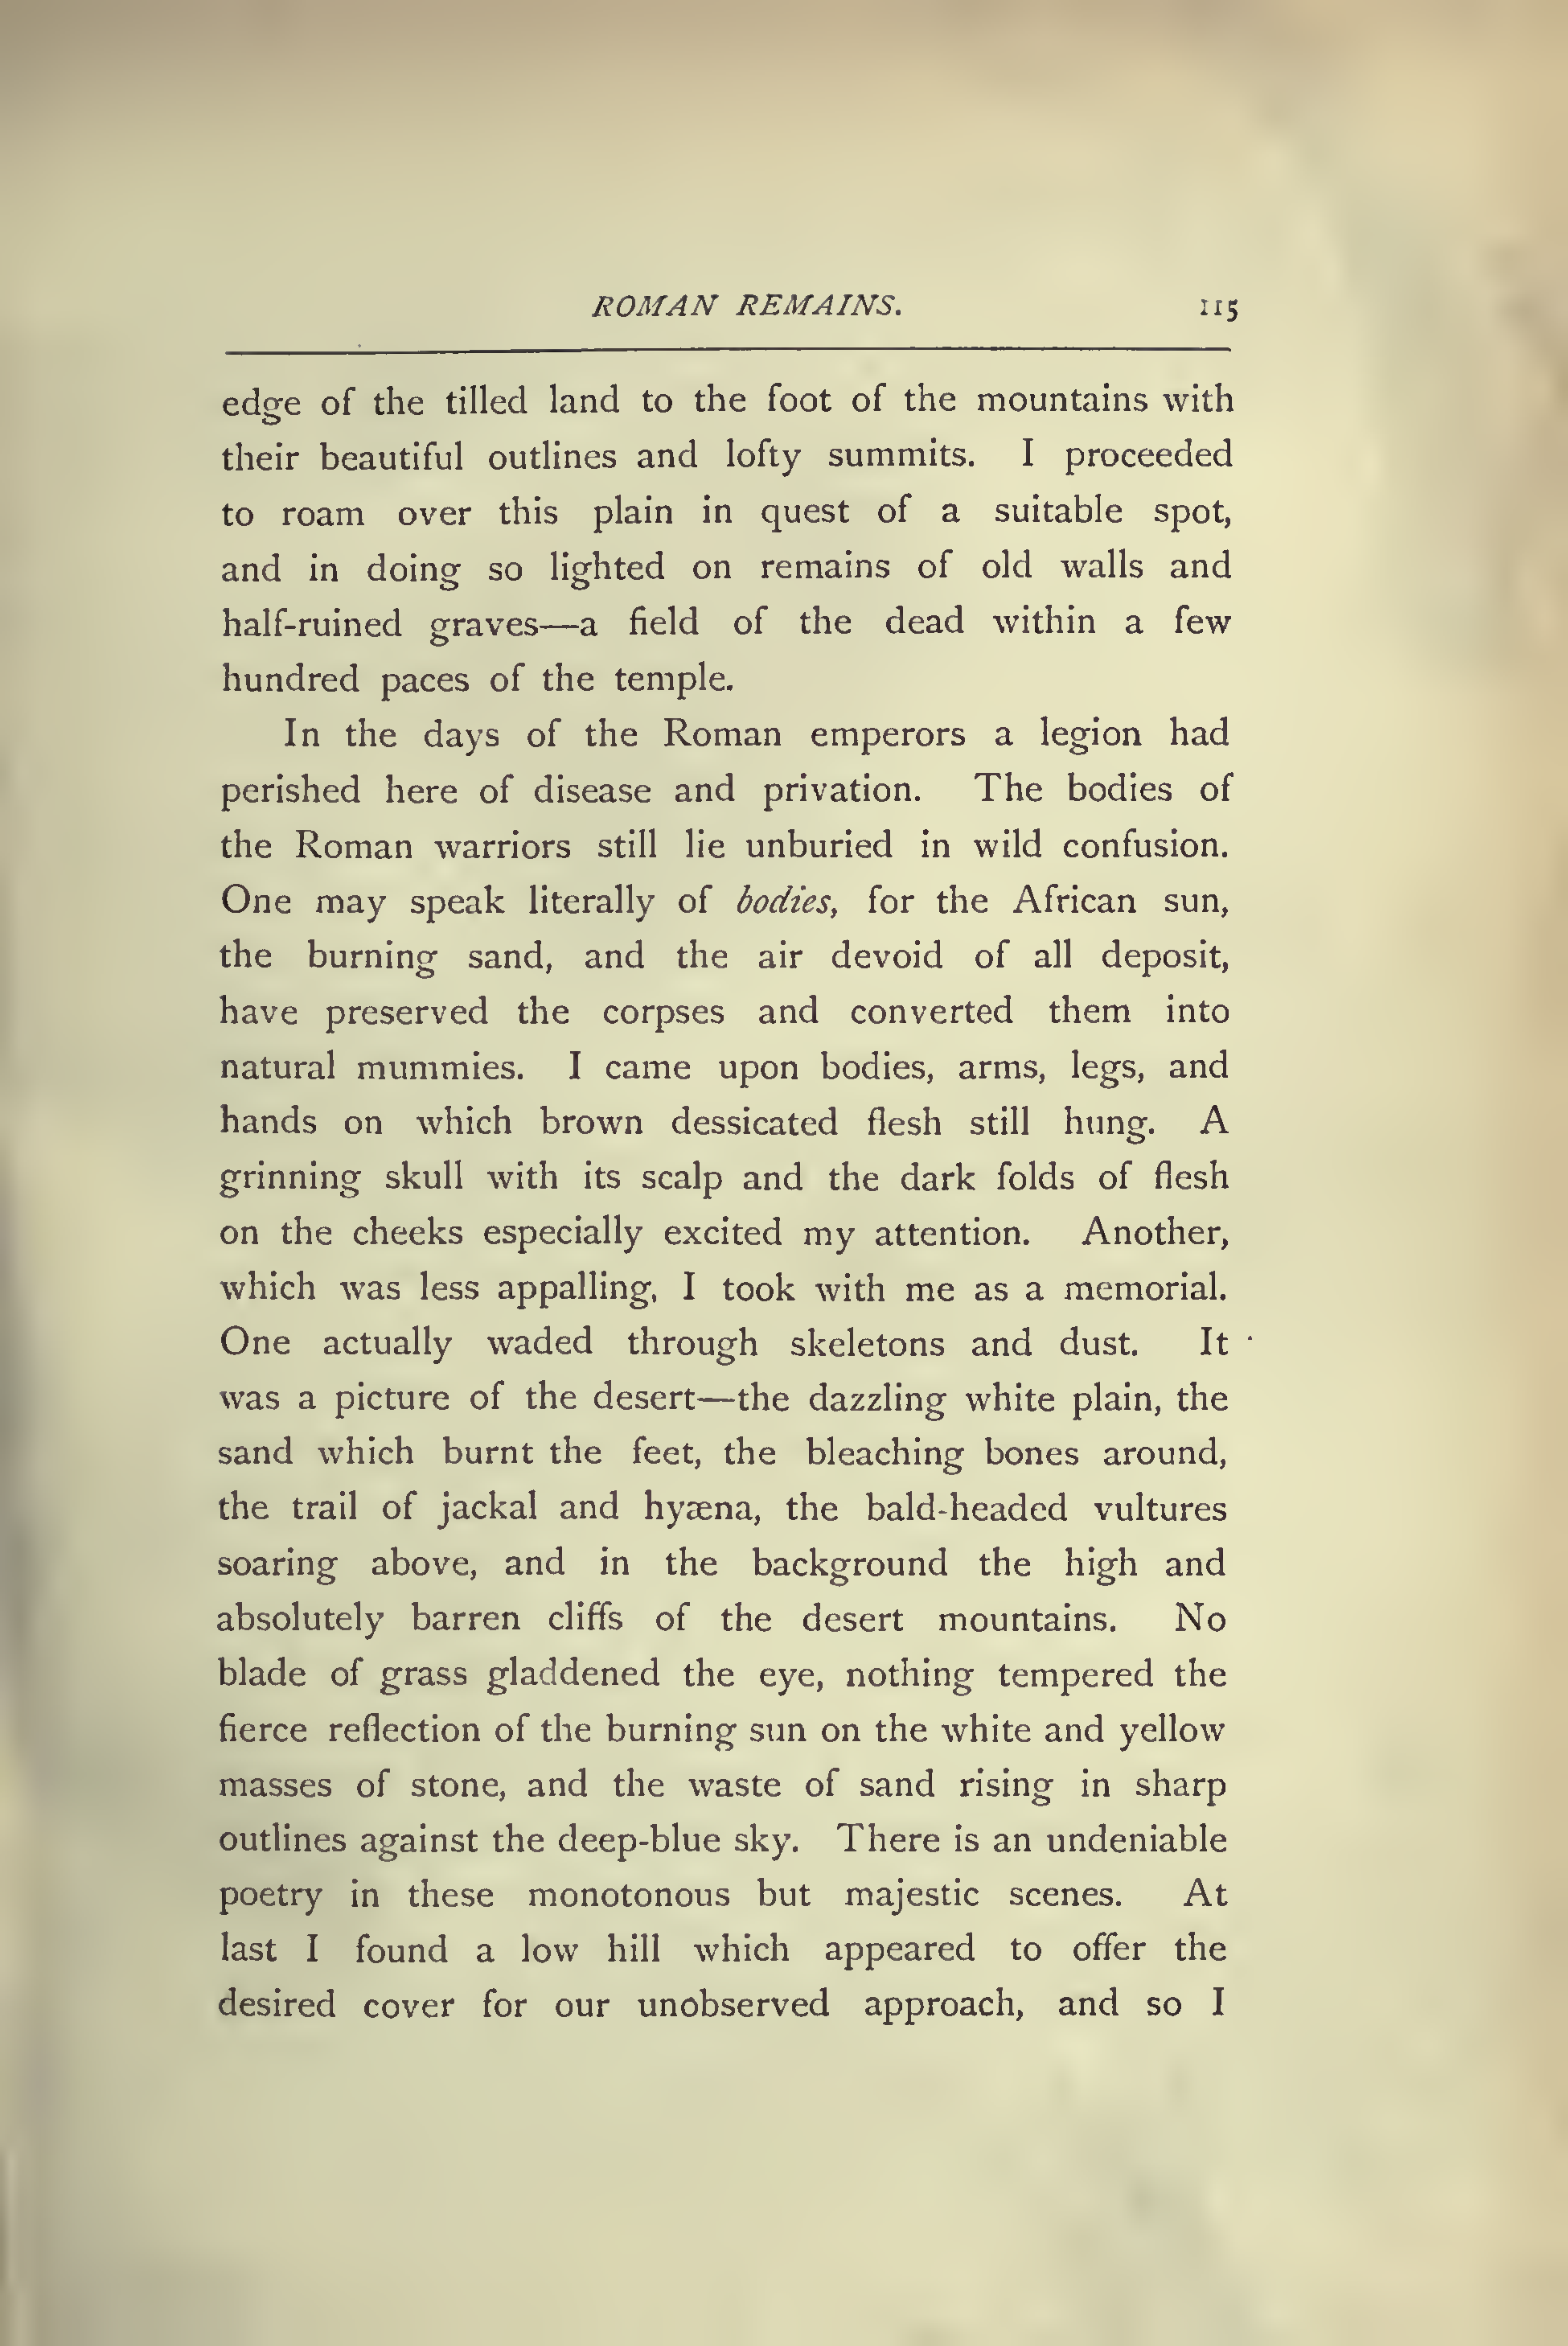 ROMAN REMAINS. 115
edge of the tilled land to the foot of the mountains with
their beautiful outlines and lofty summits. I proceeded
to roam over this plain in quest of a suitable spot,
and in doing so lighted on remains of old walls and
half-ruined graves—a field of the dead within a few
hundred paces of the temple.
In the days of the Roman emperors a legion had
perished here of disease and privation. The bodies of
the Roman warriors still lie unburied in wild confusion.
One may speak literally of bodies, for the African sun,
the burning sand, and the air devoid of all deposit,
have preserved the corpses and converted them into
natural mummies. I came upon bodies, arms, legs, and
hands on which brown dessicated flesh still hung. A
grinning skull with its scalp and the dark folds of flesh
on the cheeks especially excited my attention. Another,
which was less appalling, I took with me as a memorial.
One actually waded through skeletons and dust. It
was a picture of the desert—the dazzling white plain, the
sand which burnt the feet, the bleaching bones around,
the trail of jackal and hyæna, the bald-headed vultures
soaring above, and in the background the high and
absolutely barren cliffs of the desert mountains. No
blade of grass gladdened the eye, nothing tempered the
fierce reflection of the burning sun on the white and yellow
masses of stone, and the waste of sand rising in sharp
outlines against the deep-blue sky. There is an undeniable
poetry in these monotonous but majestic scenes. At
last I found a low hill which appeared to offer the
desired cover for our unobserved approach, and so I